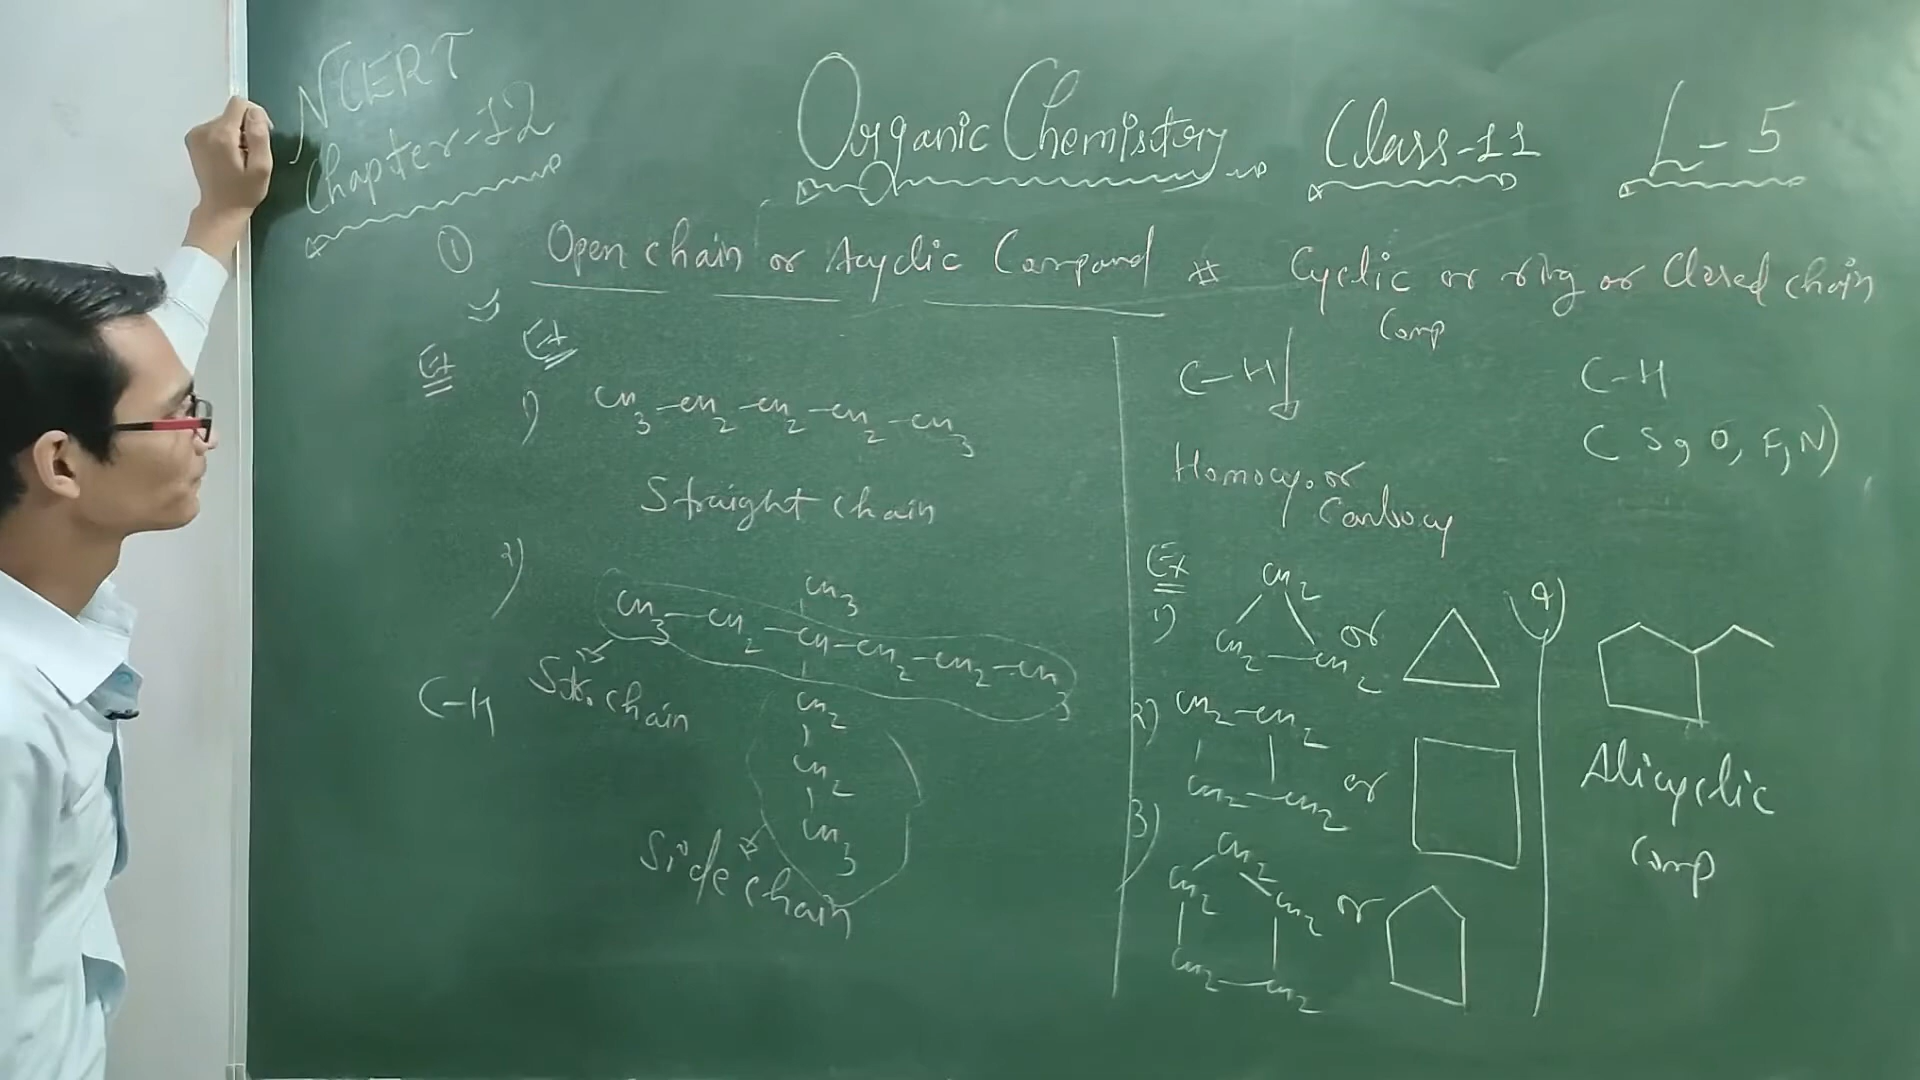 NCERT
Chapter-12
Organic Chemistory Class-11 L-5
① Open chain or Acyclic Compound # Cyclic or ring or Closed chain
Comp
Ex
Ex
1) CH3-CH2-CH2-CH2-CH3
Straight chain
2)
CH3
CH3-CH2-CH-CH2-CH2-CH3
Str. chain
C-H
CH2
CH2
CH3
Side chain
C-H
Homocy. or
Carbocy
C-H
(S, O, F, N)
Ex
1) CH2
CH2-CH2 or
2) CH2-CH2
CH2-CH2 or
3) CH2
CH2 CH2 or
CH2-CH2
4)
Alicyclic
Comp